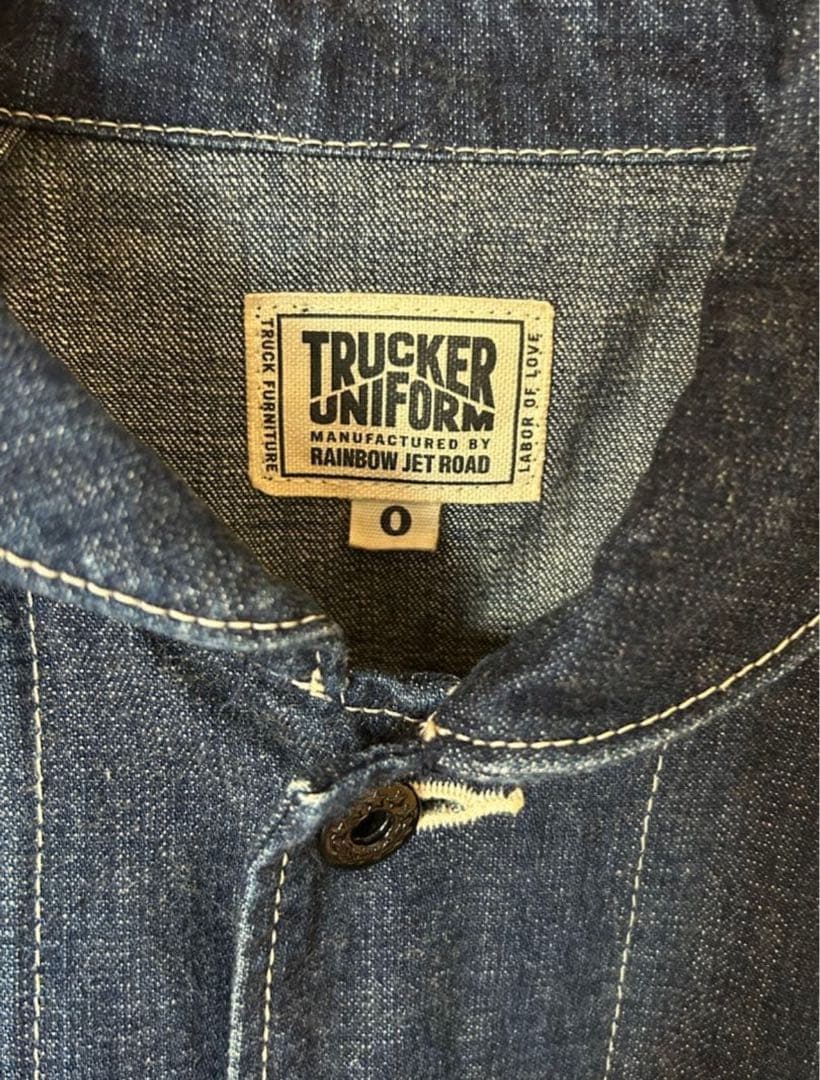 TRUCKER
UNIFORM
MANUFACTURED BY
RAINBOW JET ROAD
TRUCK FURNITURE
LABOR OF LOVE
0